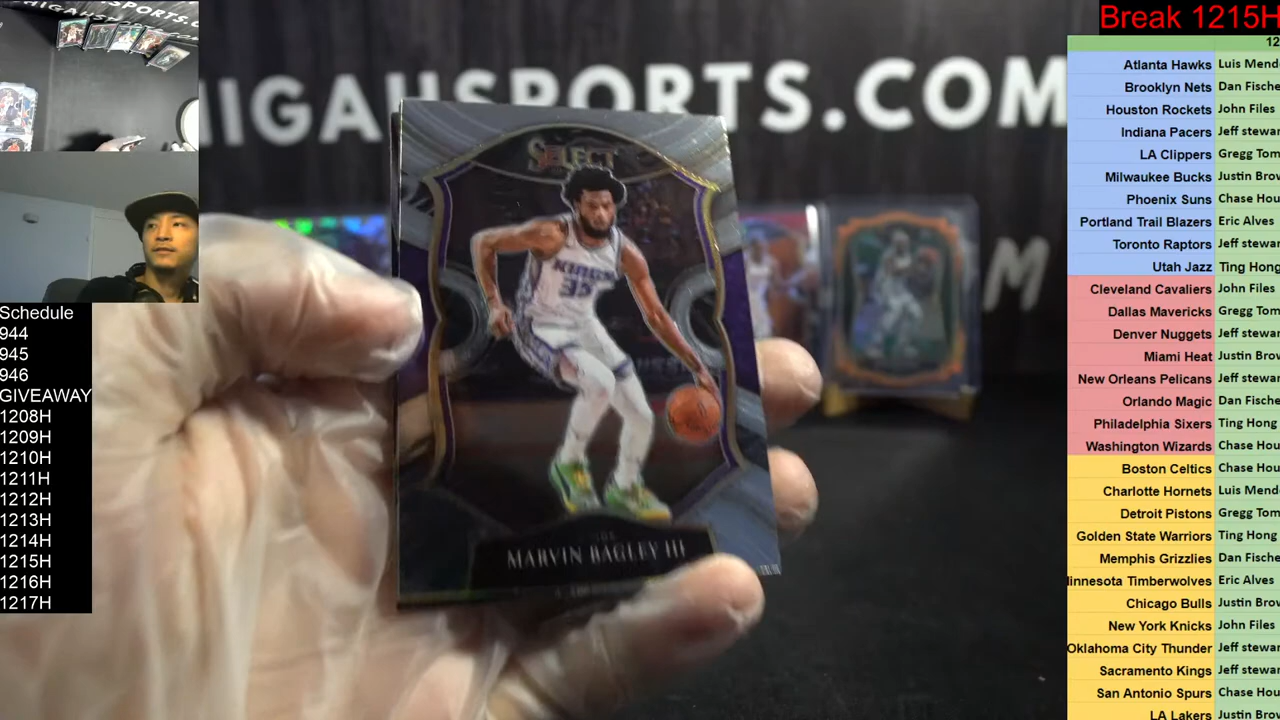 SPORTS.COM
Break 1215H
HIGAHSPORTS.COM
12
Atlanta Hawks Luis Mend
Brooklyn Nets Dan Fische
Houston Rockets John Files
Indiana Pacers Jeff stewar
LA Clippers Gregg Tom
Milwaukee Bucks Justin Brov
Phoenix Suns Chase Hou
Portland Trail Blazers Eric Alves
Toronto Raptors Jeff stewar
Utah Jazz Ting Hong
Cleveland Cavaliers John Files
Dallas Mavericks Gregg Tom
Denver Nuggets Jeff stewar
Miami Heat Justin Brov
New Orleans Pelicans Jeff stewar
Orlando Magic Dan Fische
Philadelphia Sixers Ting Hong
Washington Wizards Chase Hou
Boston Celtics Chase Hou
Charlotte Hornets Luis Mend
Detroit Pistons Gregg Tom
Golden State Warriors Ting Hong
Memphis Grizzlies Dan Fische
innesota Timberwolves Eric Alves
Chicago Bulls Justin Brov
New York Knicks John Files
Oklahoma City Thunder Jeff stewar
Sacramento Kings Jeff stewar
San Antonio Spurs Chase Hou
LA Lakers Justin Brov
SELECT
KINGS
35
MARVIN BAGLEY III
M
Schedule
944
945
946
GIVEAWAY
1208H
1209H
1210H
1211H
1212H
1213H
1214H
1215H
1216H
1217H